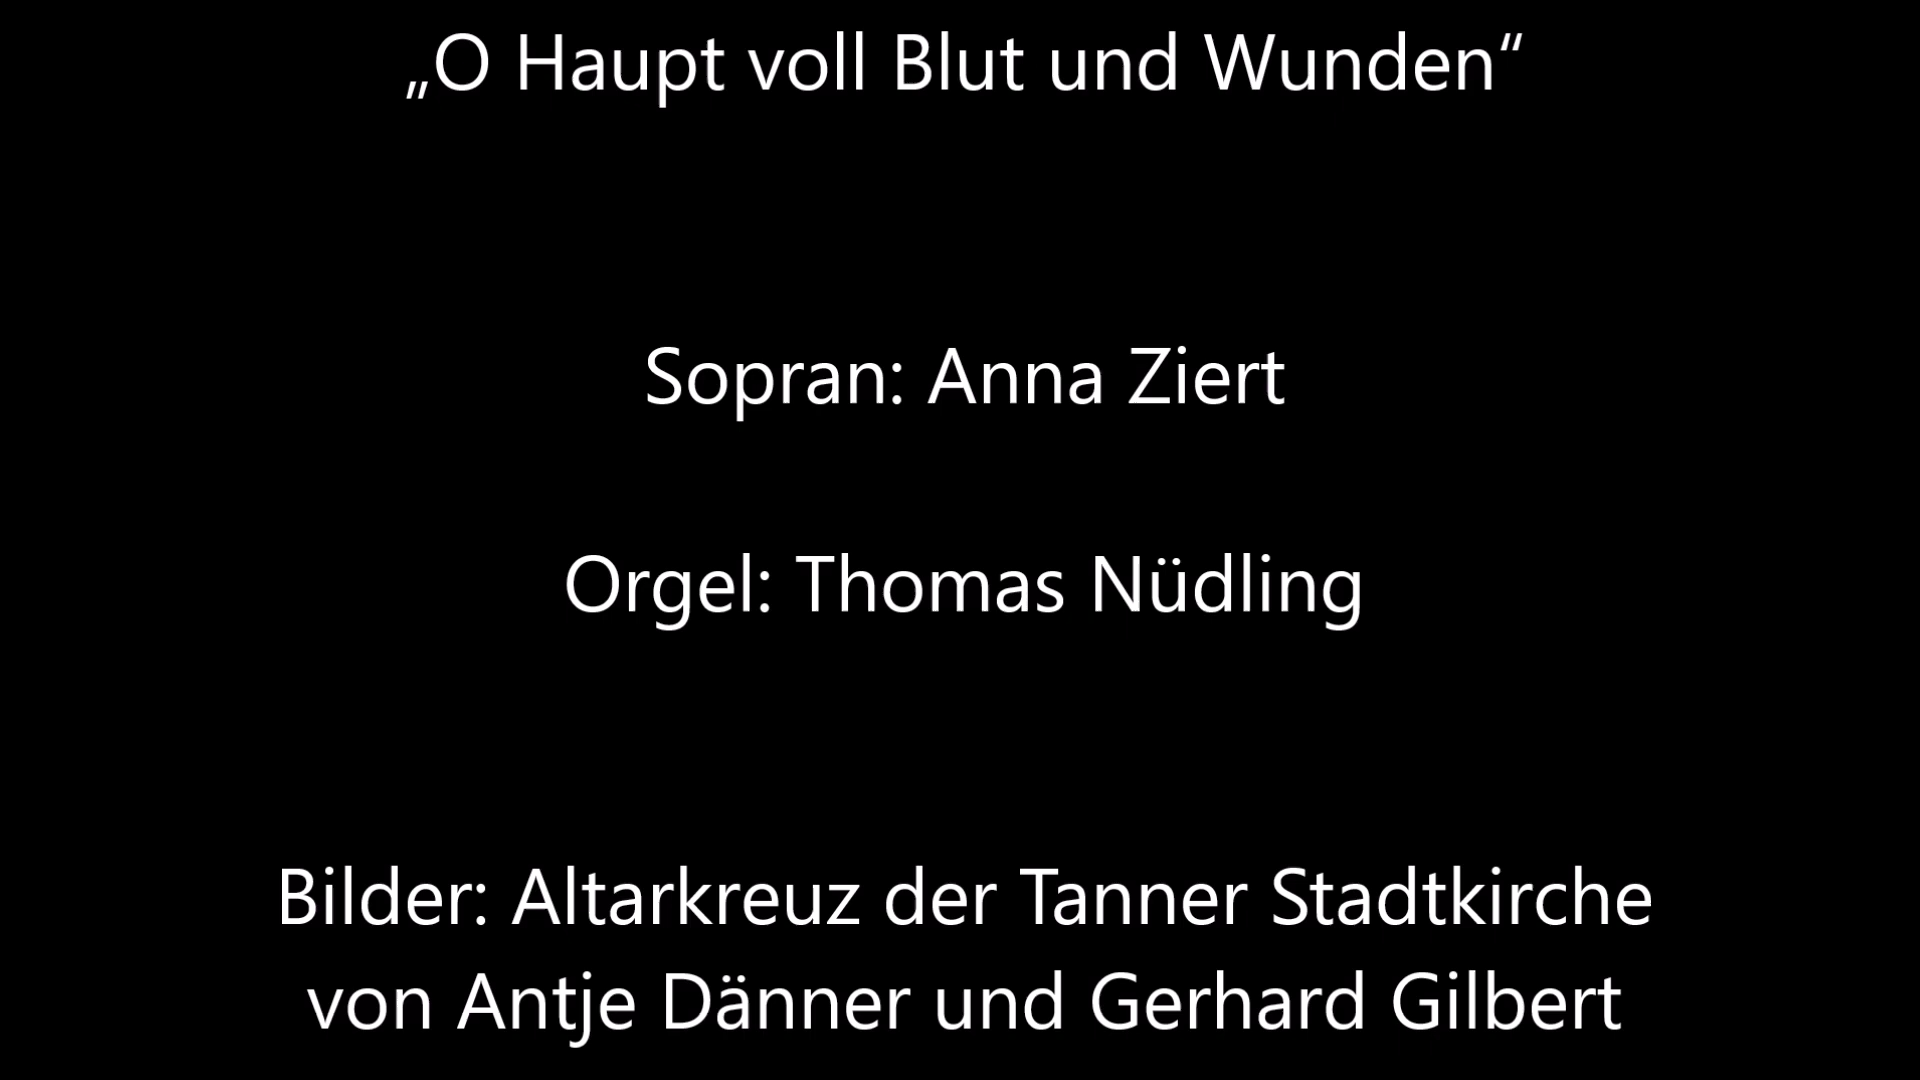 „O Haupt voll Blut und Wunden“
Sopran: Anna Ziert
Orgel: Thomas Nüdling
Bilder: Altarkreuz der Tanner Stadtkirche
von Antje Dänner und Gerhard Gilbert